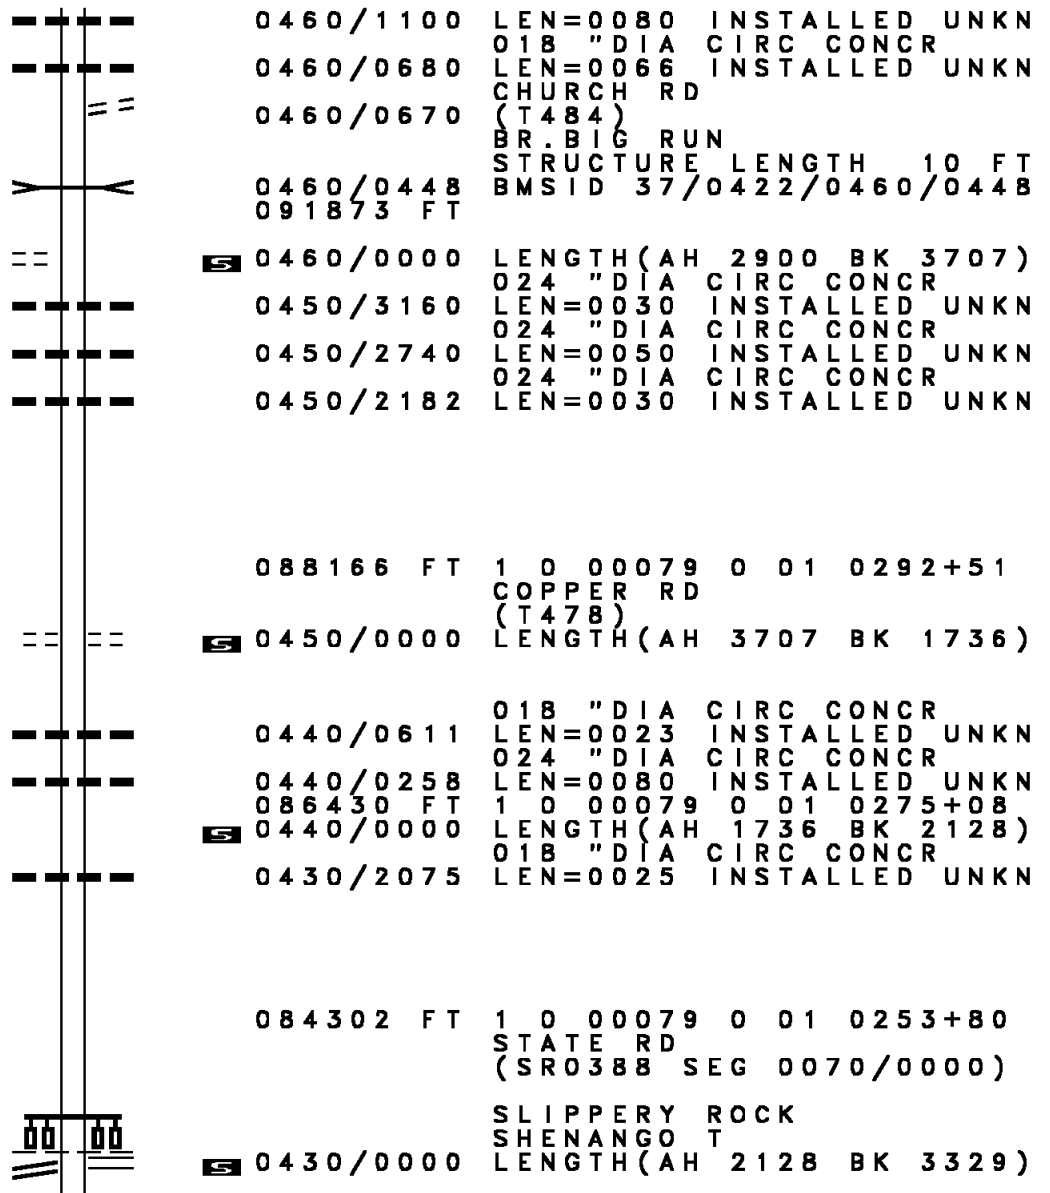 0460/1100 LEN=0080 INSTALLED UNKN
018 "DIA CIRC CONCR
0460/0680 LEN=0066 INSTALLED UNKN
CHURCH RD
0460/0670 (T484)
BR.BIG RUN
STRUCTURE LENGTH 10 FT
0460/0448 BMSID 37/0422/0460/0448
091873 FT
S 0460/0000 LENGTH(AH 2900 BK 3707)
024 "DIA CIRC CONCR
0450/3160 LEN=0030 INSTALLED UNKN
024 "DIA CIRC CONCR
0450/2740 LEN=0050 INSTALLED UNKN
024 "DIA CIRC CONCR
0450/2182 LEN=0030 INSTALLED UNKN
088166 FT 1 0 00079 0 01 0292+51
COPPER RD
(T478)
S 0450/0000 LENGTH(AH 3707 BK 1736)
018 "DIA CIRC CONCR
0440/0611 LEN=0023 INSTALLED UNKN
024 "DIA CIRC CONCR
0440/0258 LEN=0080 INSTALLED UNKN
086430 FT 1 0 00079 0 01 0275+08
S 0440/0000 LENGTH(AH 1736 BK 2128)
018 "DIA CIRC CONCR
0430/2075 LEN=0025 INSTALLED UNKN
084302 FT 1 0 00079 0 01 0253+80
STATE RD
(SR0388 SEG 0070/0000)
SLIPPERY ROCK
SHENANGO T
S 0430/0000 LENGTH(AH 2128 BK 3329)